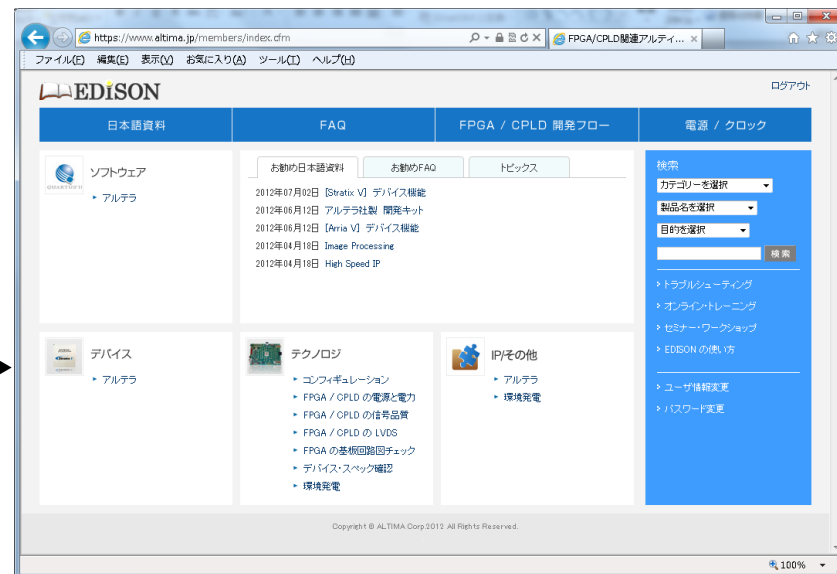 https://www.altima.jp/members/index.cfm
FPGA/CPLD関連アルティ...
ファイル(F) 編集(E) 表示(V) お気に入り(A) ツール(T) ヘルプ(H)
EDISON
ログアウト
日本語資料 FAQ FPGA / CPLD 開発フロー 電源 / クロック
ソフトウェア
アルテラ
お勧め日本語資料 お勧めFAQ トピックス
2012年07月02日 [Stratix V] デバイス機能
2012年06月12日 アルテラ社製 開発キット
2012年06月12日 [Arria V] デバイス機能
2012年04月18日 Image Processing
2012年04月18日 High Speed IP
デバイス
アルテラ
テクノロジ
コンフィギュレーション
FPGA / CPLD の電源と電力
FPGA / CPLD の信号品質
FPGA / CPLD の LVDS
FPGA の基板回路図チェック
デバイス・スペック確認
環境発電
IP/その他
アルテラ
環境発電
検索
カテゴリーを選択
製品名を選択
目的を選択
検索
トラブルシューティング
オンライン・トレーニング
セミナー・ワークショップ
EDISON の使い方
ユーザ情報変更
パスワード変更
Copyright © ALTIMA Corp.2012 All Rights Reserved.
100%